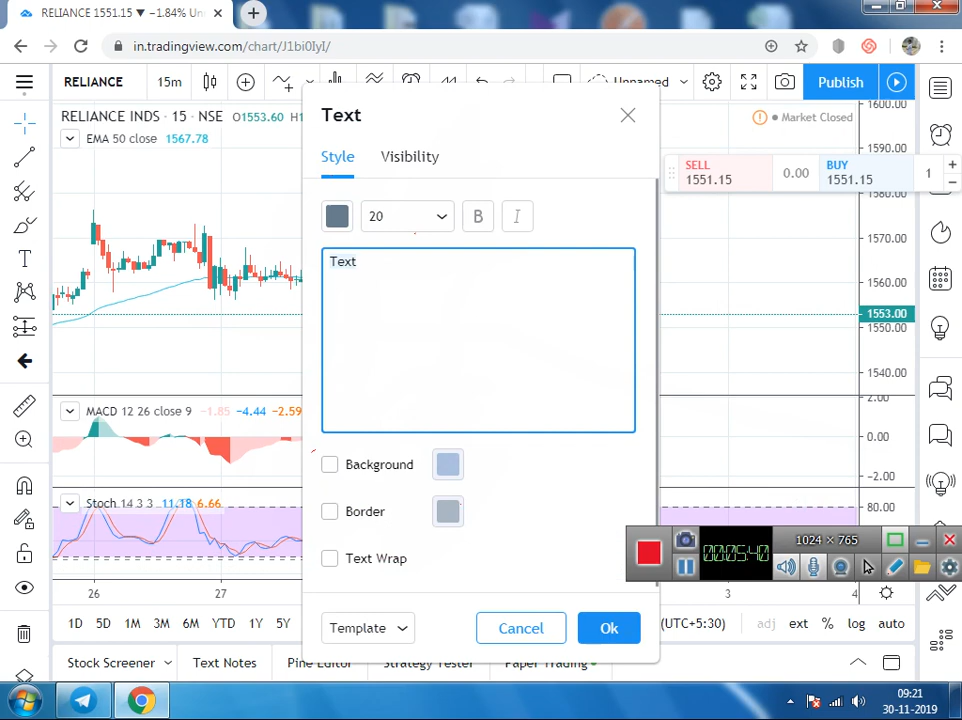 RELIANCE 1551.15 ▼ −1.84% Un
in.tradingview.com/chart/J1bi0IyI/
RELIANCE
15m
Unnamed
Publish
RELIANCE INDS · 15 · NSE O1553.60 H1
Market Closed
EMA 50 close 1567.78
SELL
1551.15
0.00
BUY
1551.15
1
1600.00
1590.00
1580.00
1570.00
1560.00
1553.00
1550.00
1540.00
Text
Style
Visibility
20
B
I
Text
Background
Border
Text Wrap
Template
Cancel
Ok
MACD 12 26 close 9 −1.85 −4.44 −2.59
2.00
0.00
−2.00
Stoch 14 3 3 11.18 6.66
80.00
00:05:40
1024 × 765
26
27
3
4
1D 5D 1M 3M 6M YTD 1Y 5Y
(UTC+5:30)
adj ext % log auto
Stock Screener
Text Notes
Pine Editor
Strategy Tester
Paper Trading
09:21
30-11-2019